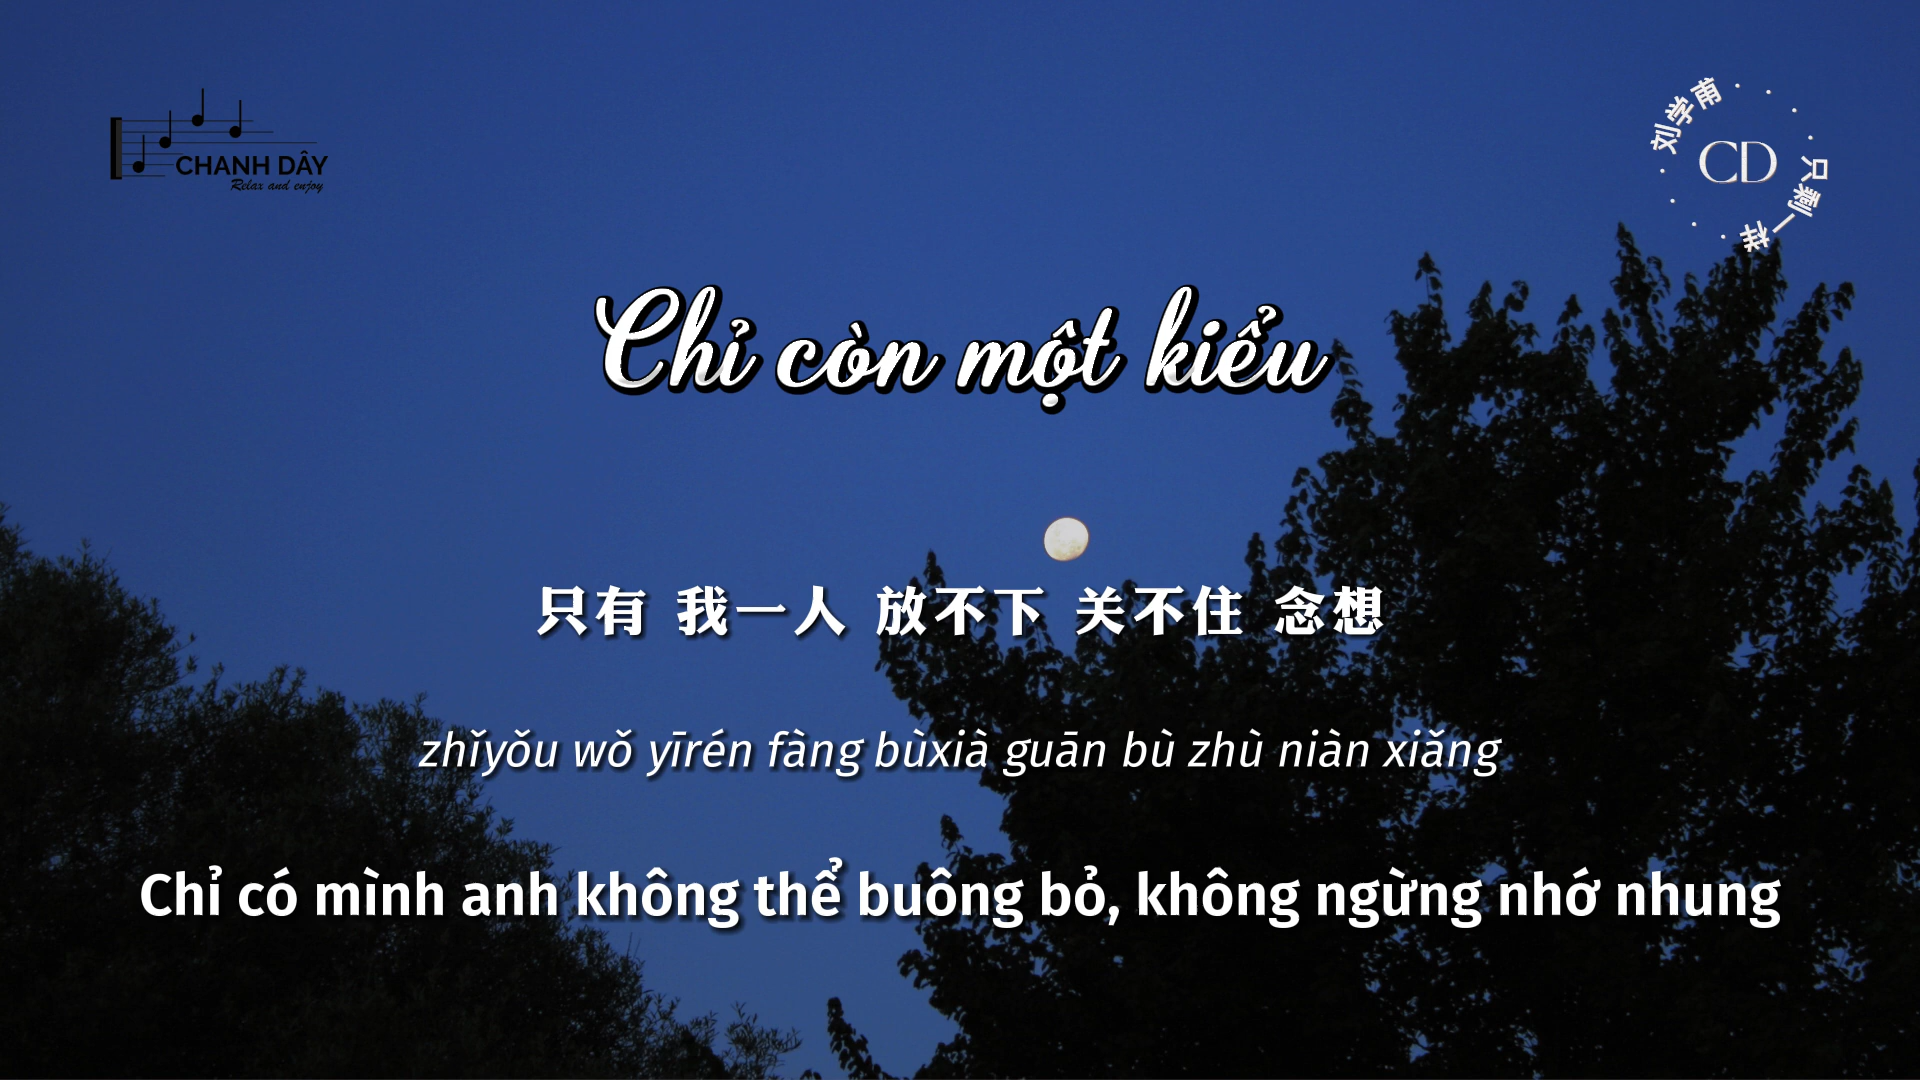 CHANH DÂY
Relax and enjoy
刘学甫
CD
只剩一样
Chỉ còn một kiểu
只有 我一人 放不下 关不住 念想
zhǐyǒu wǒ yīrén fàng bùxià guān bù zhù niàn xiǎng
Chỉ có mình anh không thể buông bỏ, không ngừng nhớ nhung